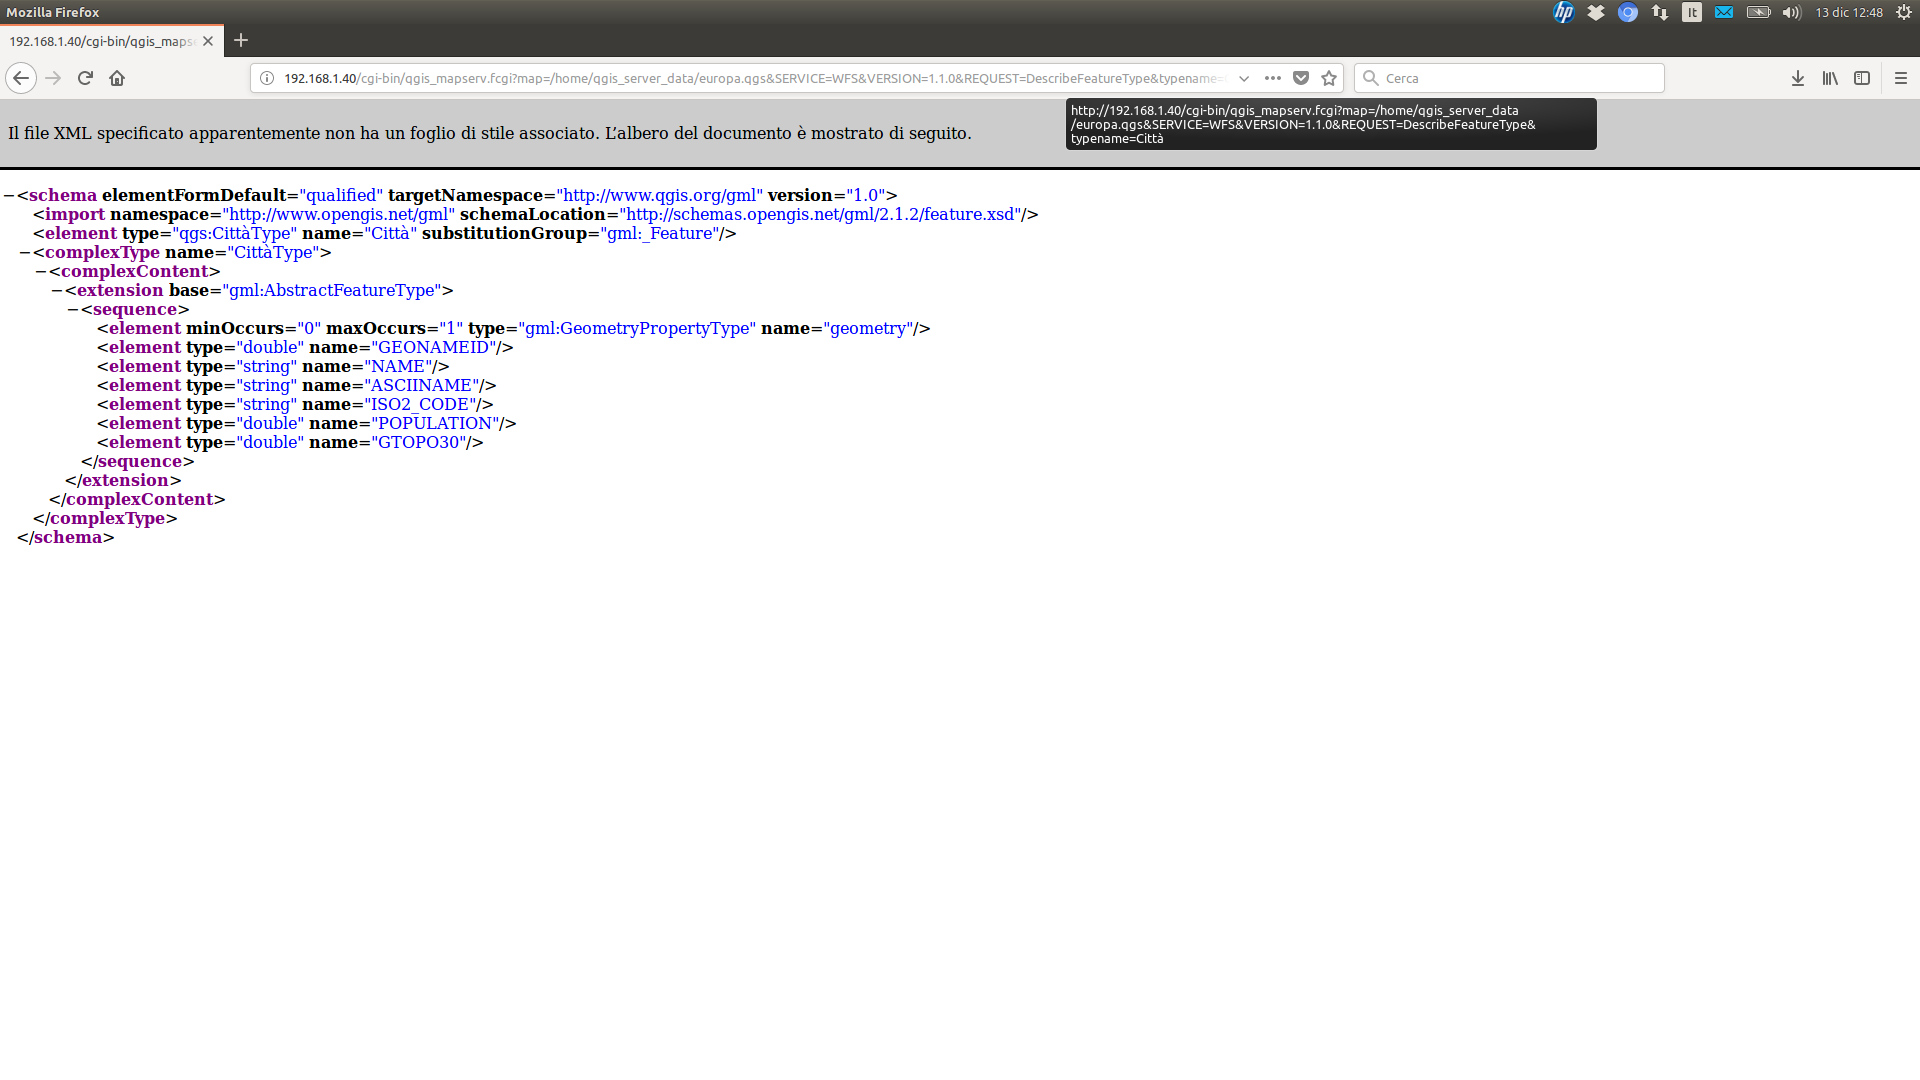 Mozilla Firefox
hp
It
13 dic 12:48
192.168.1.40/cgi-bin/qgis_maps
192.168.1.40/cgi-bin/qgis_mapserv.fcgi?map=/home/qgis_server_data/europa.qgs&SERVICE=WFS&VERSION=1.1.0&REQUEST=DescribeFeatureType&typename=
Cerca
http://192.168.1.40/cgi-bin/qgis_mapserv.fcgi?map=/home/qgis_server_data
/europa.qgs&SERVICE=WFS&VERSION=1.1.0&REQUEST=DescribeFeatureType&
typename=Città
Il file XML specificato apparentemente non ha un foglio di stile associato. L’albero del documento è mostrato di seguito.
−<schema elementFormDefault="qualified" targetNamespace="http://www.qgis.org/gml" version="1.0">
<import namespace="http://www.opengis.net/gml" schemaLocation="http://schemas.opengis.net/gml/2.1.2/feature.xsd"/>
<element type="qgs:CittàType" name="Città" substitutionGroup="gml:_Feature"/>
−<complexType name="CittàType">
−<complexContent>
−<extension base="gml:AbstractFeatureType">
−<sequence>
<element minOccurs="0" maxOccurs="1" type="gml:GeometryPropertyType" name="geometry"/>
<element type="double" name="GEONAMEID"/>
<element type="string" name="NAME"/>
<element type="string" name="ASCIINAME"/>
<element type="string" name="ISO2_CODE"/>
<element type="double" name="POPULATION"/>
<element type="double" name="GTOPO30"/>
</sequence>
</extension>
</complexContent>
</complexType>
</schema>